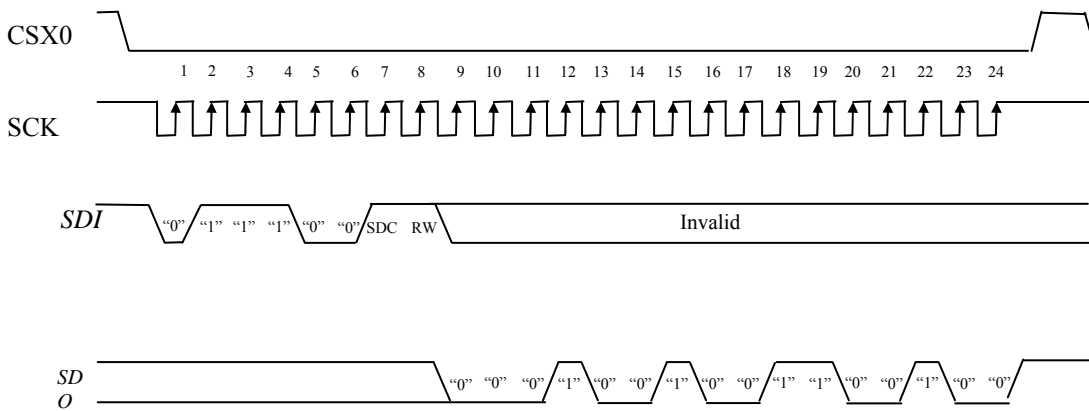 CSX0
1 2 3 4 5 6 7 8 9 10 11 12 13 14 15 16 17 18 19 20 21 22 23 24
SCK
SDI “0” “1” “1” “1” “0” “0” SDC RW Invalid
SD “0” “0” “0” “1” “0” “0” “1” “0” “0” “1” “1” “0” “0” “1” “0” “0”
O